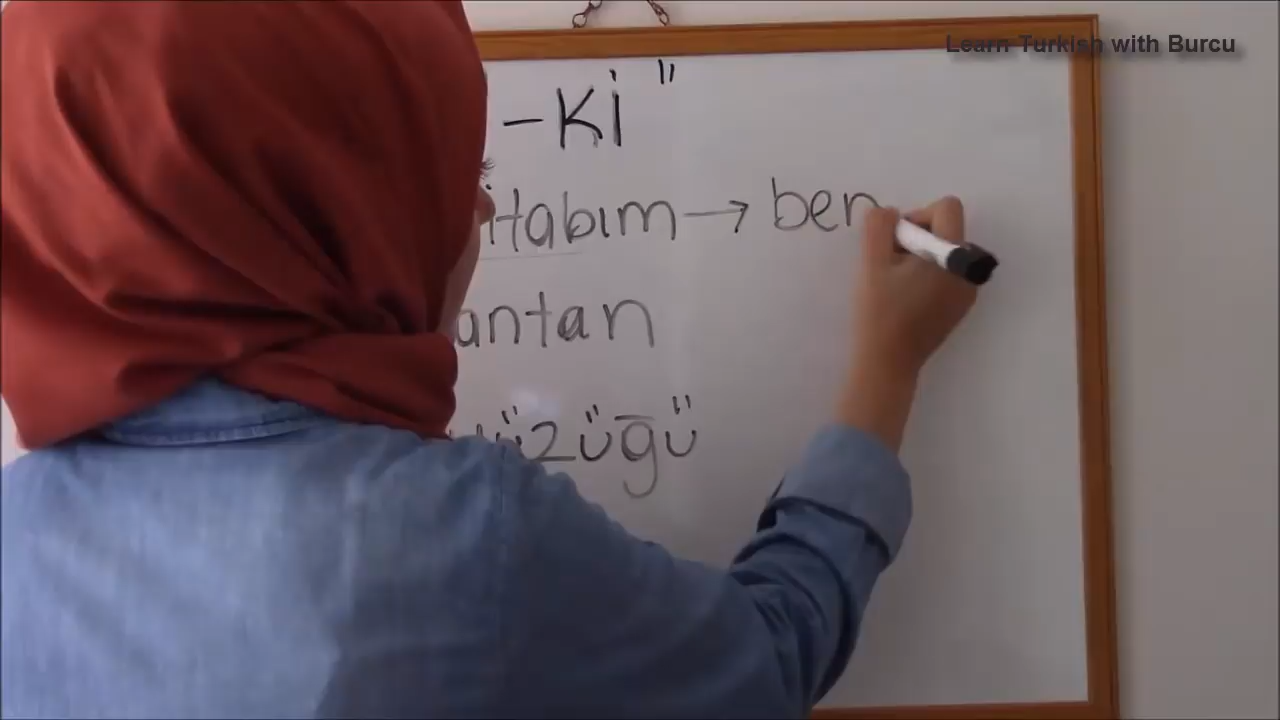 Learn Turkish with Burcu
-Ki"
itabım → ben
antan
üzüğü